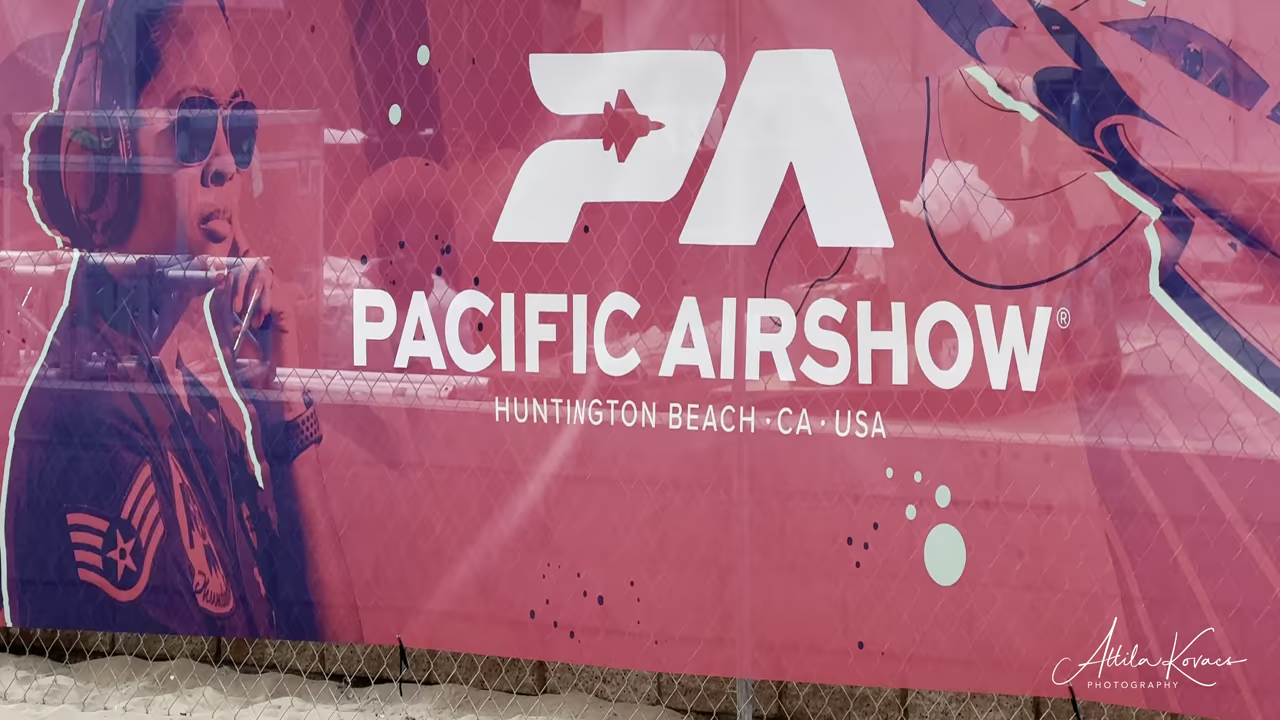 PA
PACIFIC AIRSHOW®
HUNTINGTON BEACH · CA · USA
Attila Kovacs
PHOTOGRAPHY